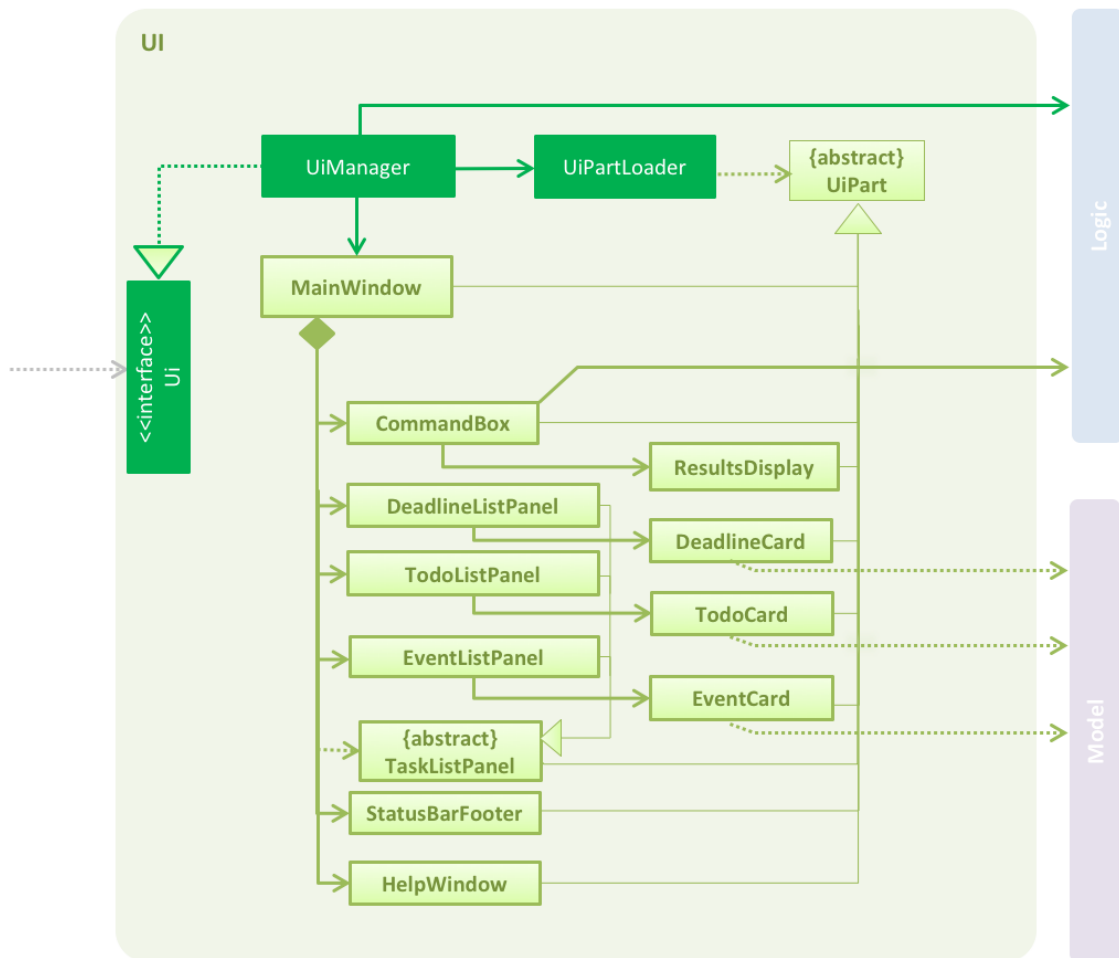 UI
UiManager
UiPartLoader
{abstract}
UiPart
Logic
MainWindow
<<interface>>
Ui
CommandBox
ResultsDisplay
DeadlineListPanel
DeadlineCard
TodoListPanel
TodoCard
EventListPanel
EventCard
{abstract}
TaskListPanel
Model
StatusBarFooter
HelpWindow